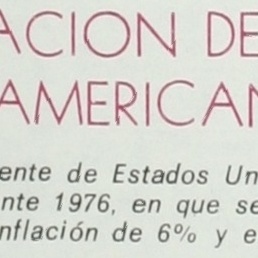 ACION DE
AMERICAN
ente de Estados Un
nte 1976, en que se
nflación de 6% y e